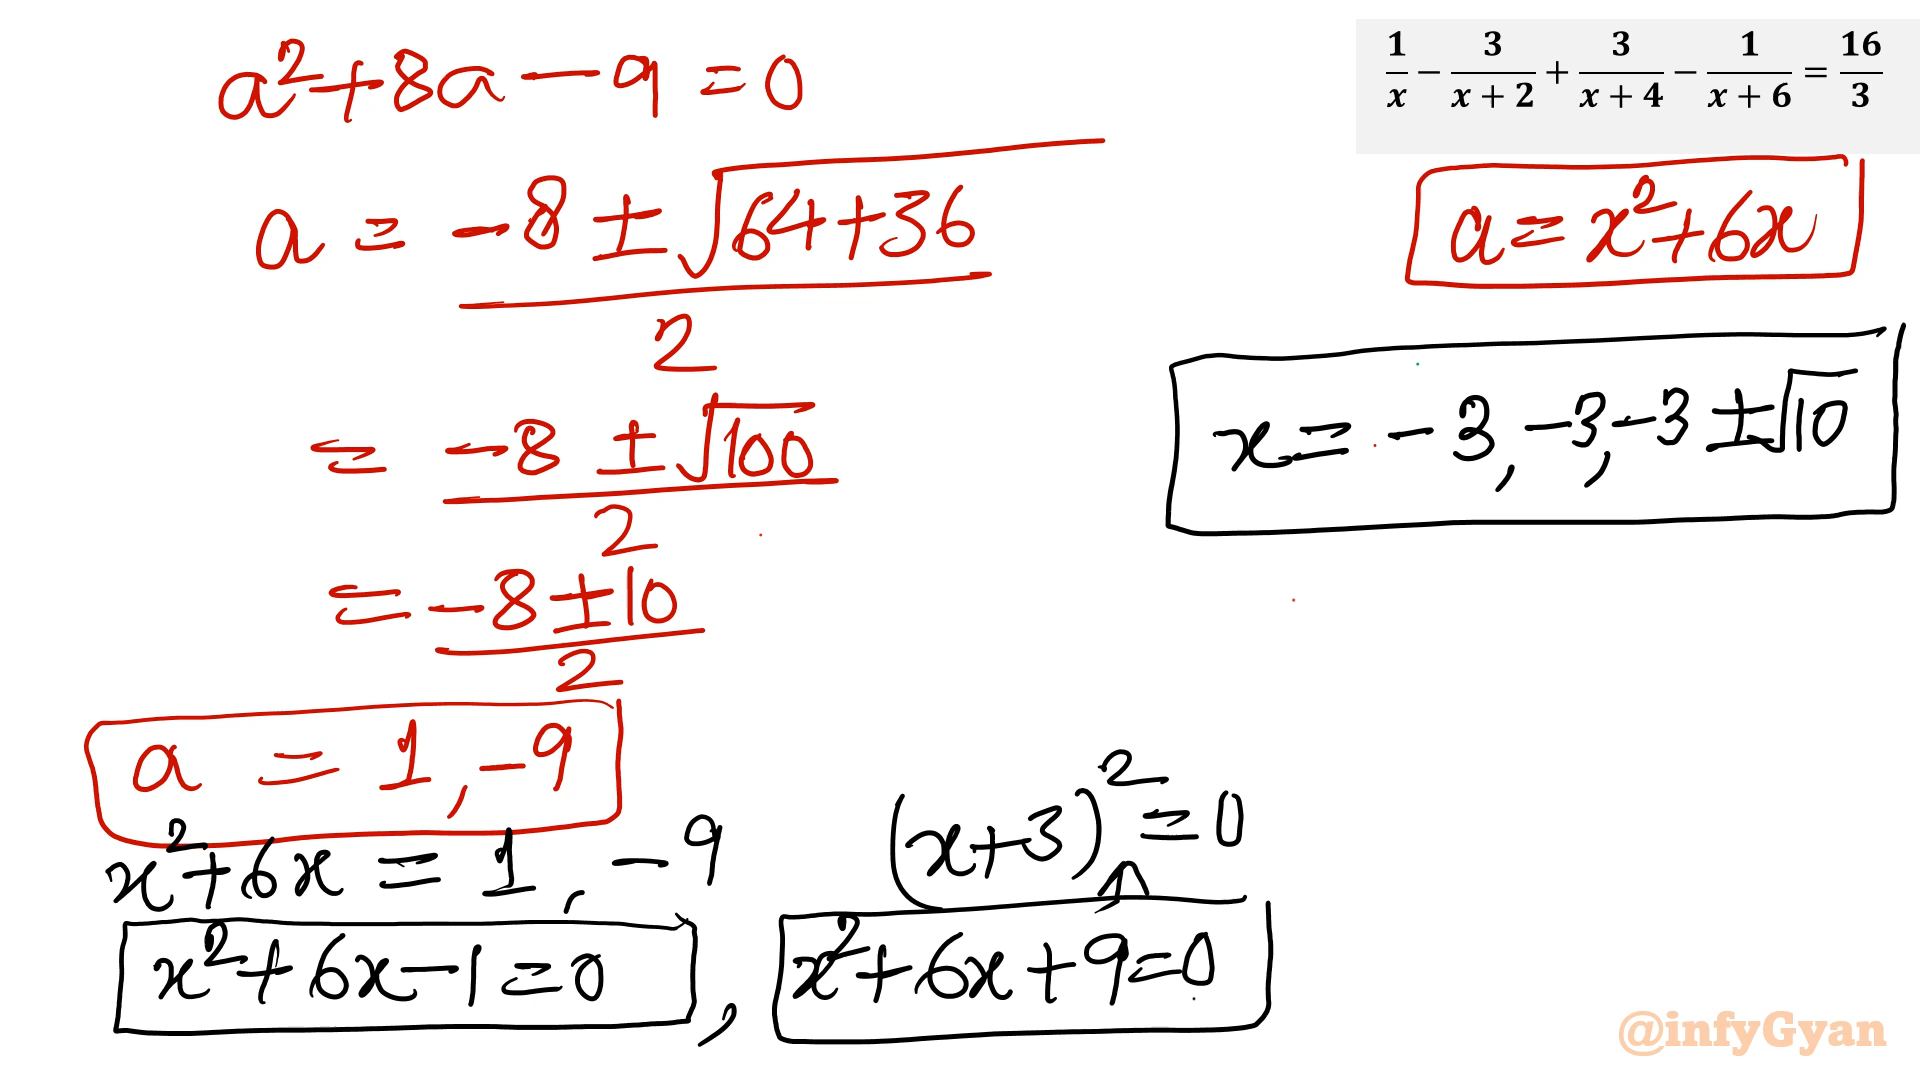 a²+8a-9=0
a = (-8±√(64+36))/2
= (-8±√100)/2
= (-8±10)/2
a = 1, -9
x²+6x = 1, -9
x²+6x-1=0, x²+6x+9=0
(x+3)²=0
1/x - 3/(x+2) + 3/(x+4) - 1/(x+6) = 16/3
a=x²+6x
x= -3, -3, -3±√10
@infyGyan